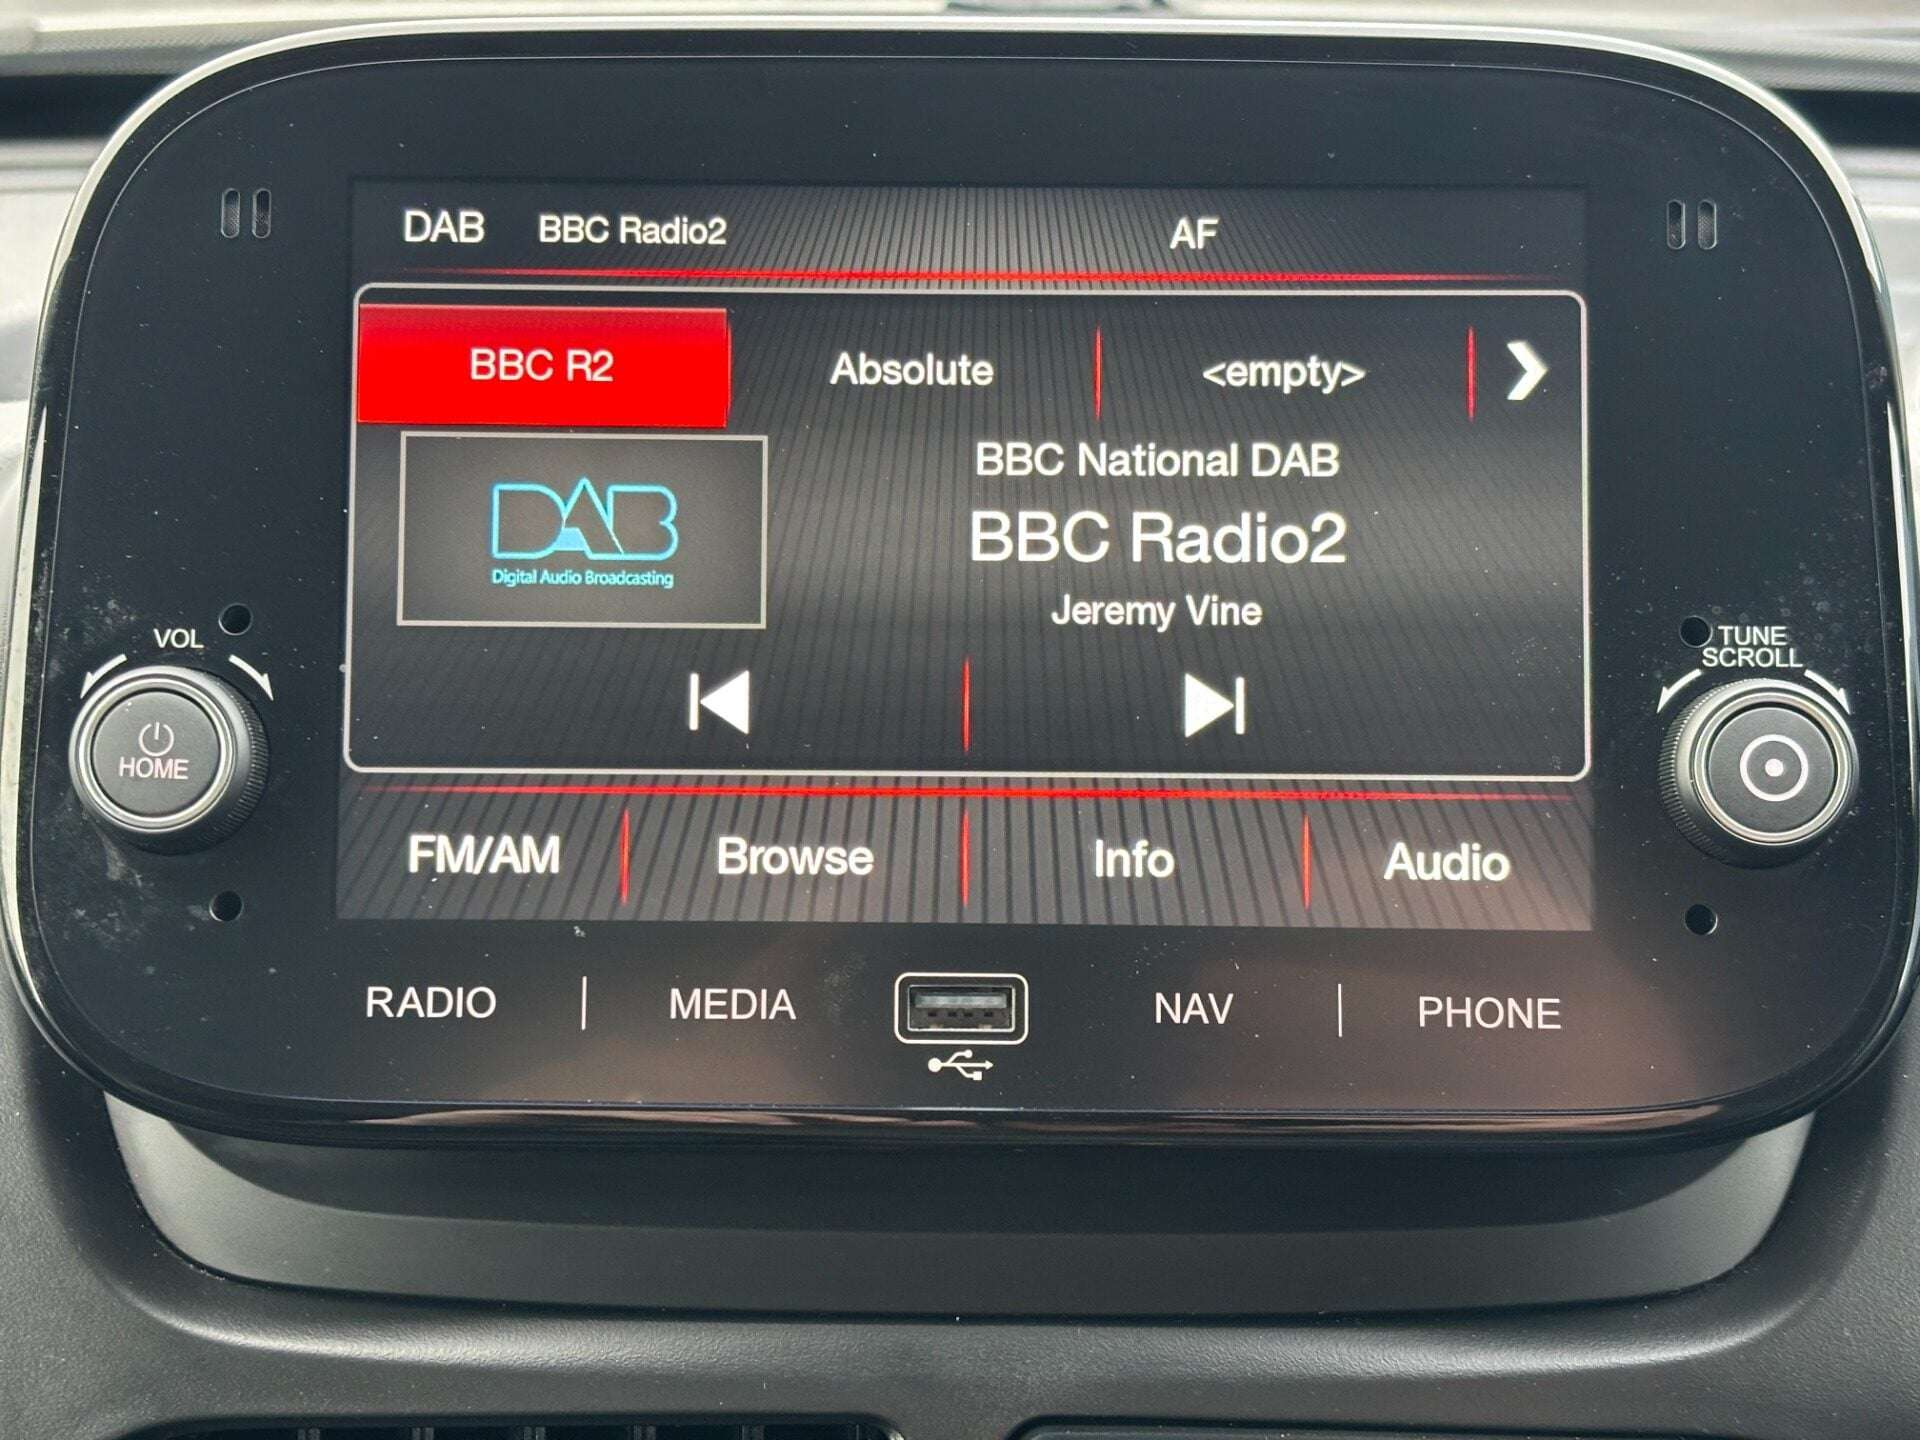 DAB BBC Radio2 AF
BBC R2 Absolute <empty>
BBC National DAB
BBC Radio2
Jeremy Vine
DAB
Digital Audio Broadcasting
VOL
HOME
TUNE
SCROLL
FM/AM Browse Info Audio
RADIO MEDIA NAV PHONE